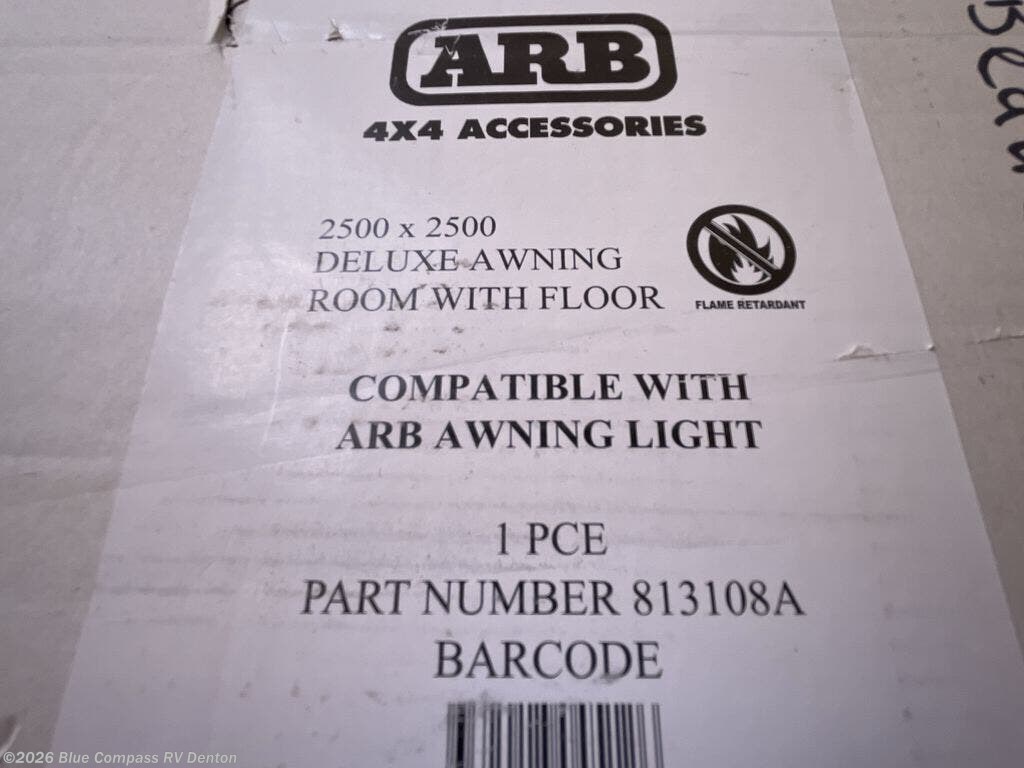 ARB
4X4 ACCESSORIES
2500 x 2500
DELUXE AWNING
ROOM WITH FLOOR
FLAME RETARDANT
COMPATIBLE WITH
ARB AWNING LIGHT
1 PCE
PART NUMBER 813108A
BARCODE
©2026 Blue Compass RV Denton